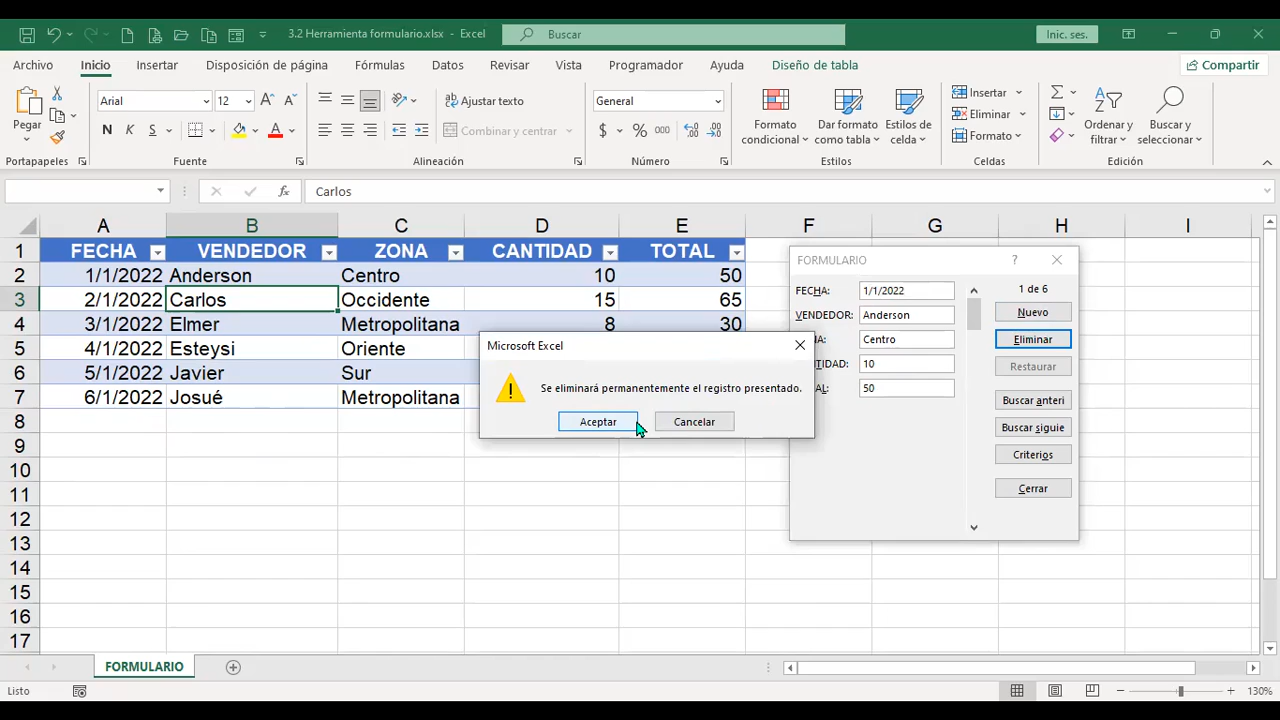 3.2 Herramienta formulario.xlsx - Excel
Buscar
Inic. ses.
Archivo Inicio Insertar Disposición de página Fórmulas Datos Revisar Vista Programador Ayuda Diseño de tabla Compartir
Pegar
Portapapeles
Arial 12
N K S
Fuente
Ajustar texto
Combinar y centrar
Alineación
General
$ % 000
Número
Formato condicional
Dar formato como tabla
Estilos de celda
Estilos
Insertar
Eliminar
Formato
Celdas
Ordenar y filtrar
Buscar y seleccionar
Edición
fx Carlos
A B C D E F G H I
1 FECHA VENDEDOR ZONA CANTIDAD TOTAL
2 1/1/2022 Anderson Centro 10 50
3 2/1/2022 Carlos Occidente 15 65
4 3/1/2022 Elmer Metropolitana 8 30
5 4/1/2022 Esteysi Oriente
6 5/1/2022 Javier Sur
7 6/1/2022 Josué Metropolitana
8
9
10
11
12
13
14
15
16
17
Microsoft Excel
Se eliminará permanentemente el registro presentado.
Aceptar Cancelar
FORMULARIO ?
FECHA: 1/1/2022 1 de 6
VENDEDOR: Anderson Nuevo
NA: Centro Eliminar
TIDAD: 10 Restaurar
AL: 50 Buscar anteri
Buscar siguie
Criterios
Cerrar
FORMULARIO
Listo 130%